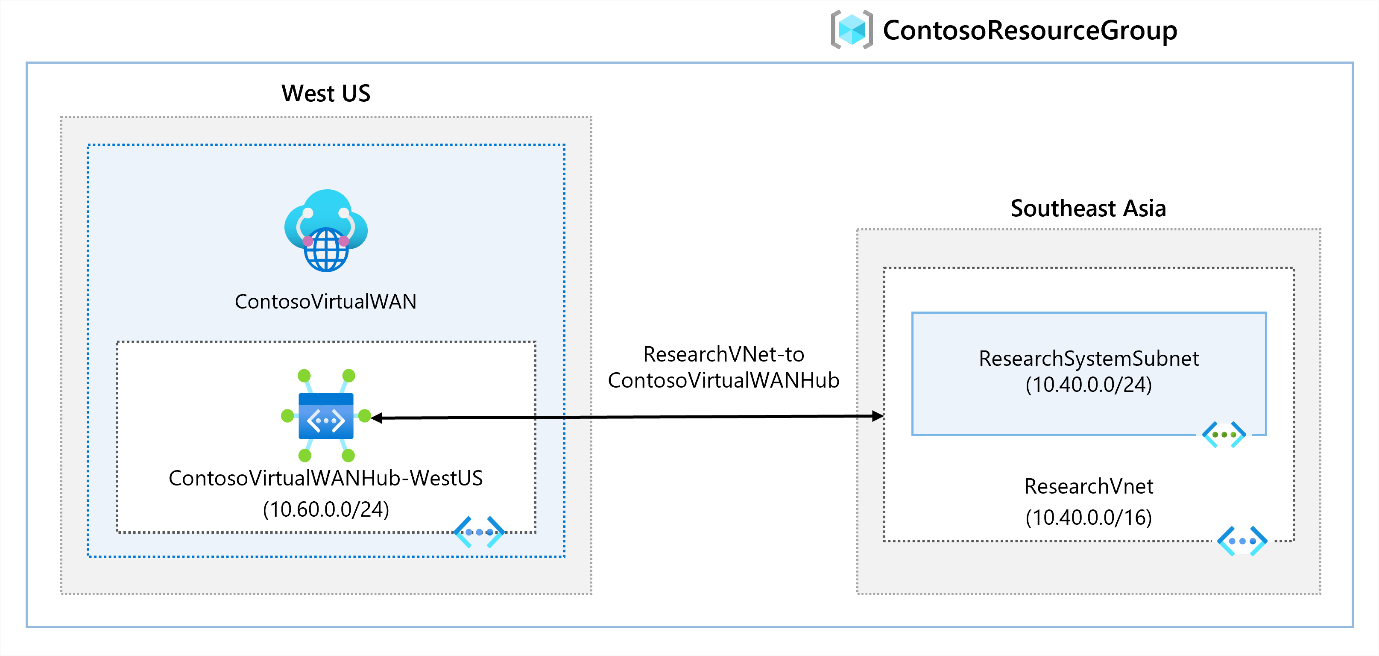 ContosoResourceGroup
West US
ContosoVirtualWAN
ContosoVirtualWANHub-WestUS
(10.60.0.0/24)
ResearchVNet-to
ContosoVirtualWANHub
Southeast Asia
ResearchSystemSubnet
(10.40.0.0/24)
ResearchVnet
(10.40.0.0/16)